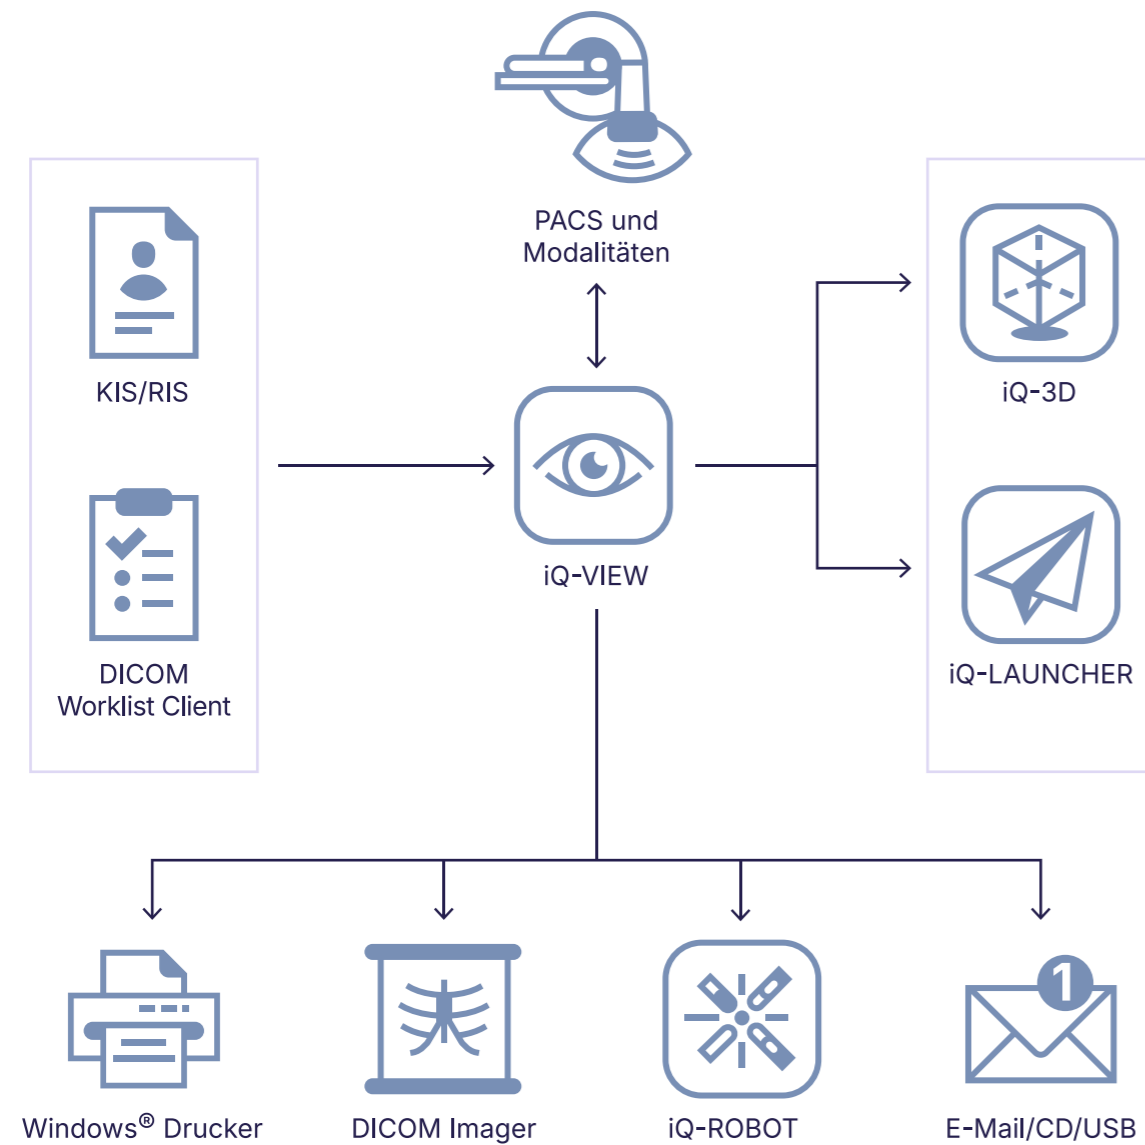 PACS und
Modalitäten
KIS/RIS
iQ-3D
iQ-VIEW
DICOM
Worklist Client
iQ-LAUNCHER
1
Windows® Drucker
DICOM Imager
iQ-ROBOT
E-Mail/CD/USB